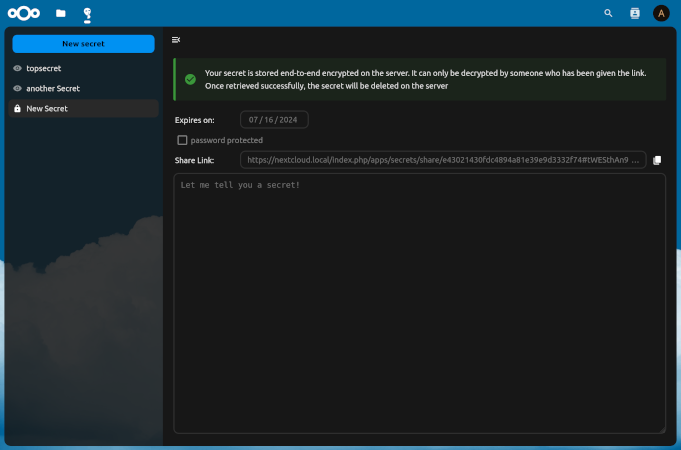 A
New secret
topsecret
another Secret
New Secret
Your secret is stored end-to-end encrypted on the server. It can only be decrypted by someone who has been given the link.
Once retrieved successfully, the secret will be deleted on the server
Expires on:
07 / 16 / 2024
password protected
Share Link:
https://nextcloud.local/index.php/apps/secrets/share/e43021430fdc4894a81e39e9d3332f74#tWESthAn9 ...
Let me tell you a secret!